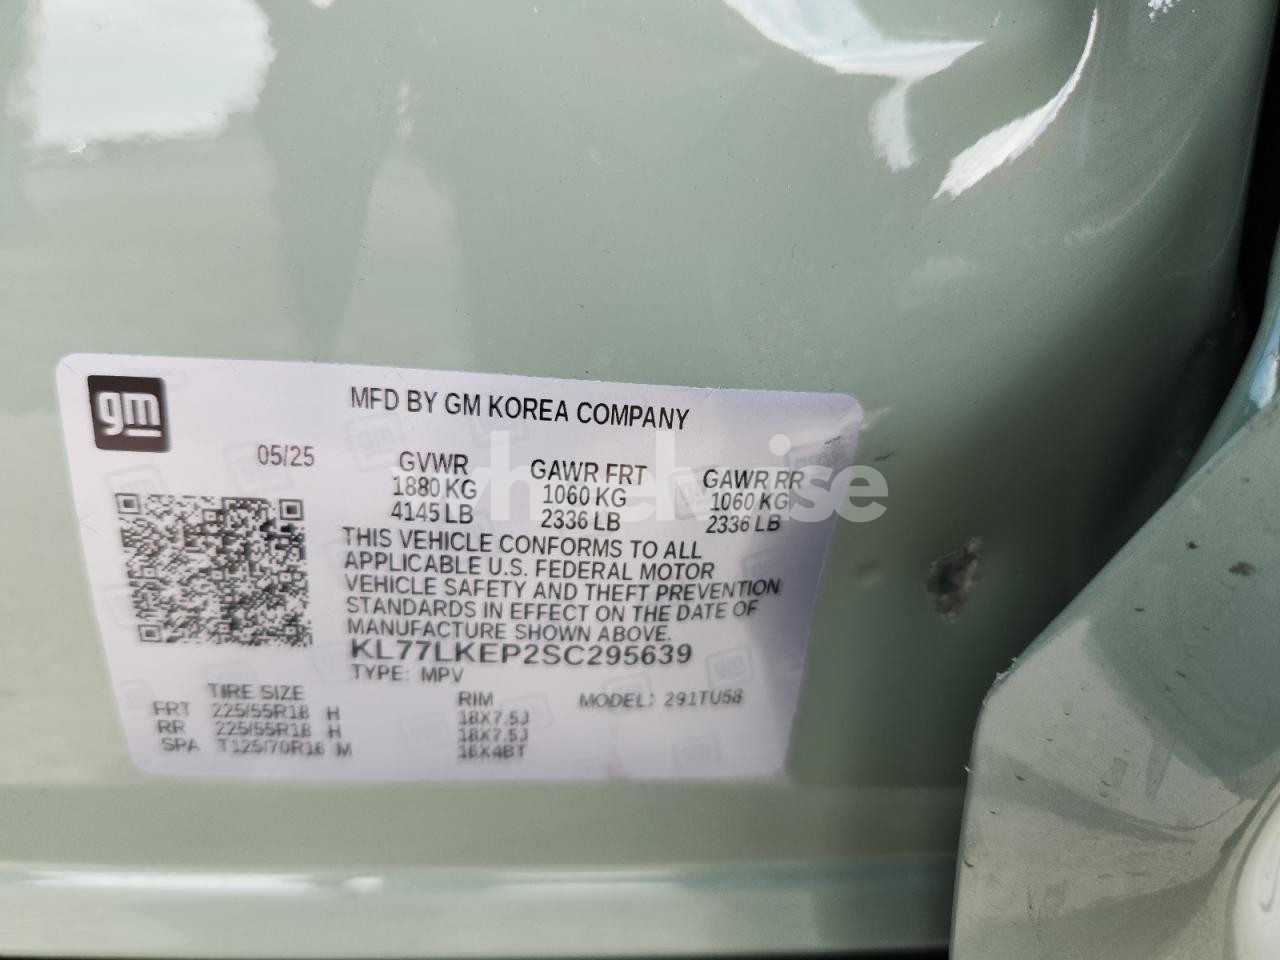 gm
MFD BY GM KOREA COMPANY
05/25
GVWR GAWR FRT GAWR RR
1880 KG 1060 KG 1060 KG
4145 LB 2336 LB 2336 LB
THIS VEHICLE CONFORMS TO ALL
APPLICABLE U.S. FEDERAL MOTOR
VEHICLE SAFETY AND THEFT PREVENTION
STANDARDS IN EFFECT ON THE DATE OF
MANUFACTURE SHOWN ABOVE.
KL77LKEP2SC295639
TYPE: MPV MODEL: 291TU58
TIRE SIZE RIM
FRT 225/55R18 H 18X7.5J
RR 225/55R18 H 18X7.5J
SPA T125/70R16 M 16X4BT
wheelwise